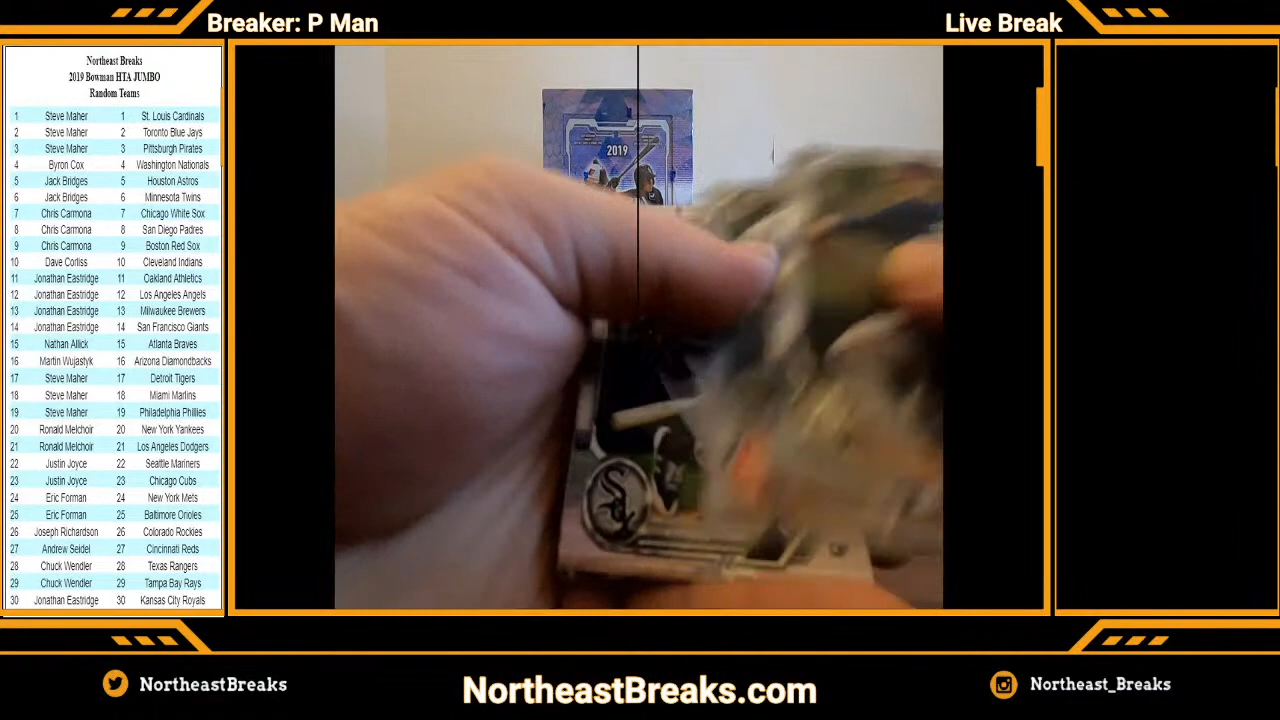 Breaker: P Man
Live Break
Northeast Breaks
2019 Bowman HTA JUMBO
Random Teams
1 Steve Maher 1 St. Louis Cardinals
2 Steve Maher 2 Toronto Blue Jays
3 Steve Maher 3 Pittsburgh Pirates
4 Byron Cox 4 Washington Nationals
5 Jack Bridges 5 Houston Astros
6 Jack Bridges 6 Minnesota Twins
7 Chris Carmona 7 Chicago White Sox
8 Chris Carmona 8 San Diego Padres
9 Chris Carmona 9 Boston Red Sox
10 Dave Corliss 10 Cleveland Indians
11 Jonathan Eastridge 11 Oakland Athletics
12 Jonathan Eastridge 12 Los Angeles Angels
13 Jonathan Eastridge 13 Milwaukee Brewers
14 Jonathan Eastridge 14 San Francisco Giants
15 Nathan Allick 15 Atlanta Braves
16 Martin Wujastyk 16 Arizona Diamondbacks
17 Steve Maher 17 Detroit Tigers
18 Steve Maher 18 Miami Marlins
19 Steve Maher 19 Philadelphia Phillies
20 Ronald Melchoir 20 New York Yankees
21 Ronald Melchoir 21 Los Angeles Dodgers
22 Justin Joyce 22 Seattle Mariners
23 Justin Joyce 23 Chicago Cubs
24 Eric Forman 24 New York Mets
25 Eric Forman 25 Baltimore Orioles
26 Joseph Richardson 26 Colorado Rockies
27 Andrew Seidel 27 Cincinnati Reds
28 Chuck Wendler 28 Texas Rangers
29 Chuck Wendler 29 Tampa Bay Rays
30 Jonathan Eastridge 30 Kansas City Royals
2019
Sox
NortheastBreaks
NortheastBreaks.com
Northeast_Breaks